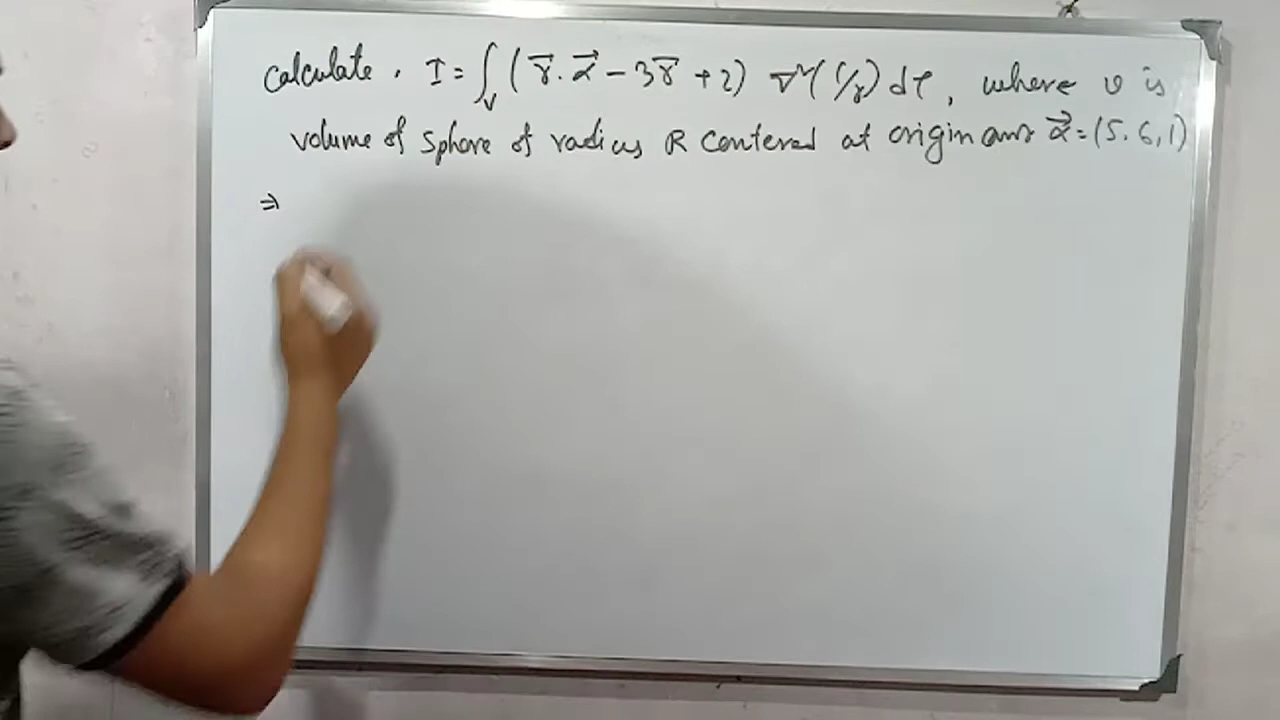 Calculate, I = ∫_V (r⃗.α⃗ - 3r⃗ + 2) ∇²(1/r) dτ, where v is
volume of sphere of radius R Centered at origin and α⃗ = (5, 6, 1)
⇒